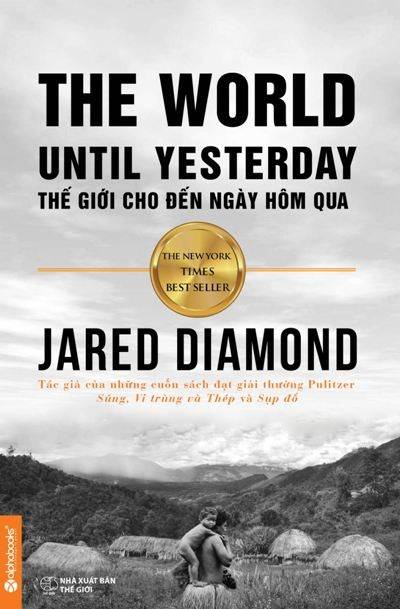 THE WORLD
UNTIL YESTERDAY
THẾ GIỚI CHO ĐẾN NGÀY HÔM QUA
THE NEW YORK
TIMES
BEST SELLER
JARED DIAMOND
Tác giả của những cuốn sách đạt giải thưởng Pulitzer
Súng, Vi trùng và Thép và Sụp đổ
alphabooks
NHÀ XUẤT BẢN
THẾ GIỚI